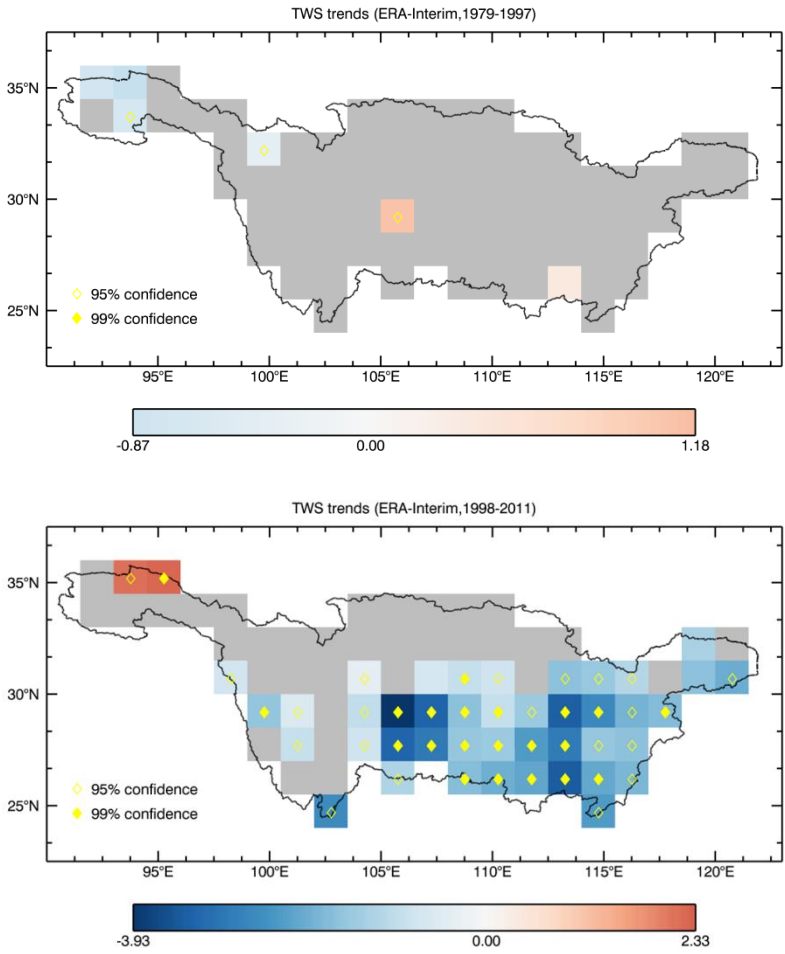 TWS trends (ERA-Interim,1979-1997)
35°N
30°N
25°N
95% confidence
99% confidence
95°E 100°E 105°E 110°E 115°E 120°E
-0.87 0.00 1.18
TWS trends (ERA-Interim,1998-2011)
35°N
30°N
25°N
95% confidence
99% confidence
95°E 100°E 105°E 110°E 115°E 120°E
-3.93 0.00 2.33